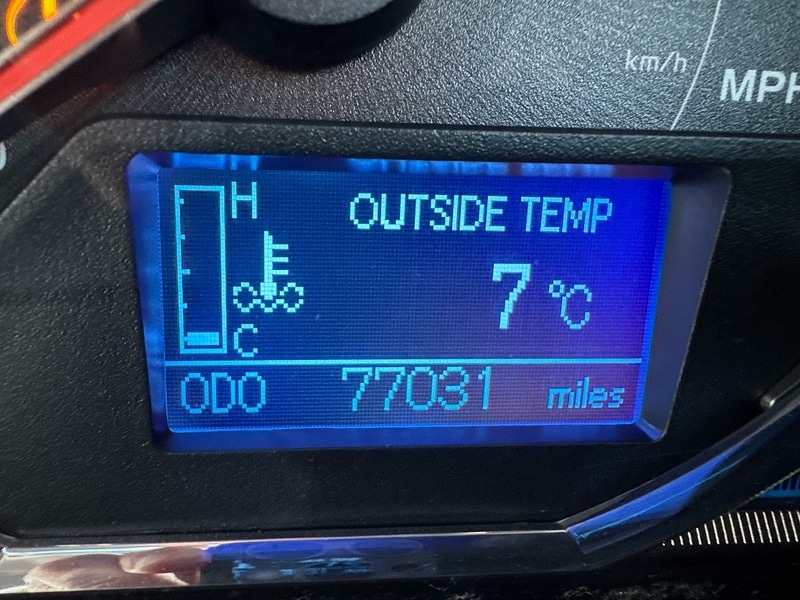 km/h
MPH
H
OUTSIDE TEMP
7 °C
C
ODO 77031 miles